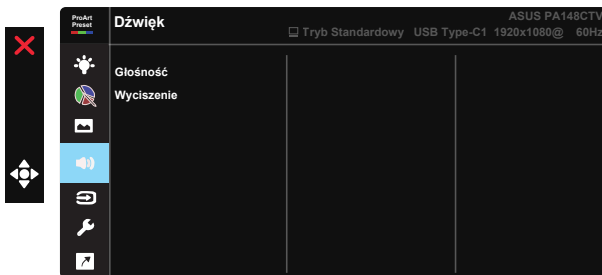 ProArt
Preset
Dźwięk
ASUS PA148CTV
Tryb Standardowy USB Type-C1 1920x1080@ 60Hz
Głośność
Wyciszenie